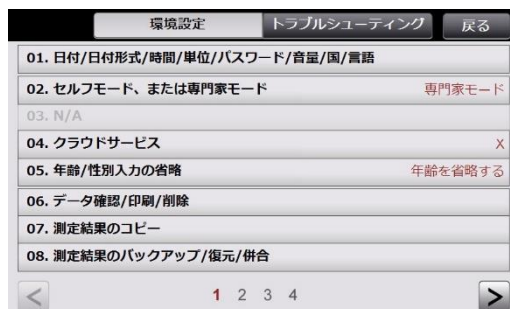 環境設定 トラブルシューティング 戻る
01. 日付/日付形式/時間/単位/パスワード/音量/国/言語
02. セルフモード、または専門家モード 専門家モード
03. N/A
04. クラウドサービス X
05. 年齢/性別入力の省略 年齢を省略する
06. データ確認/印刷/削除
07. 測定結果のコピー
08. 測定結果のバックアップ/復元/併合
< 1 2 3 4 >